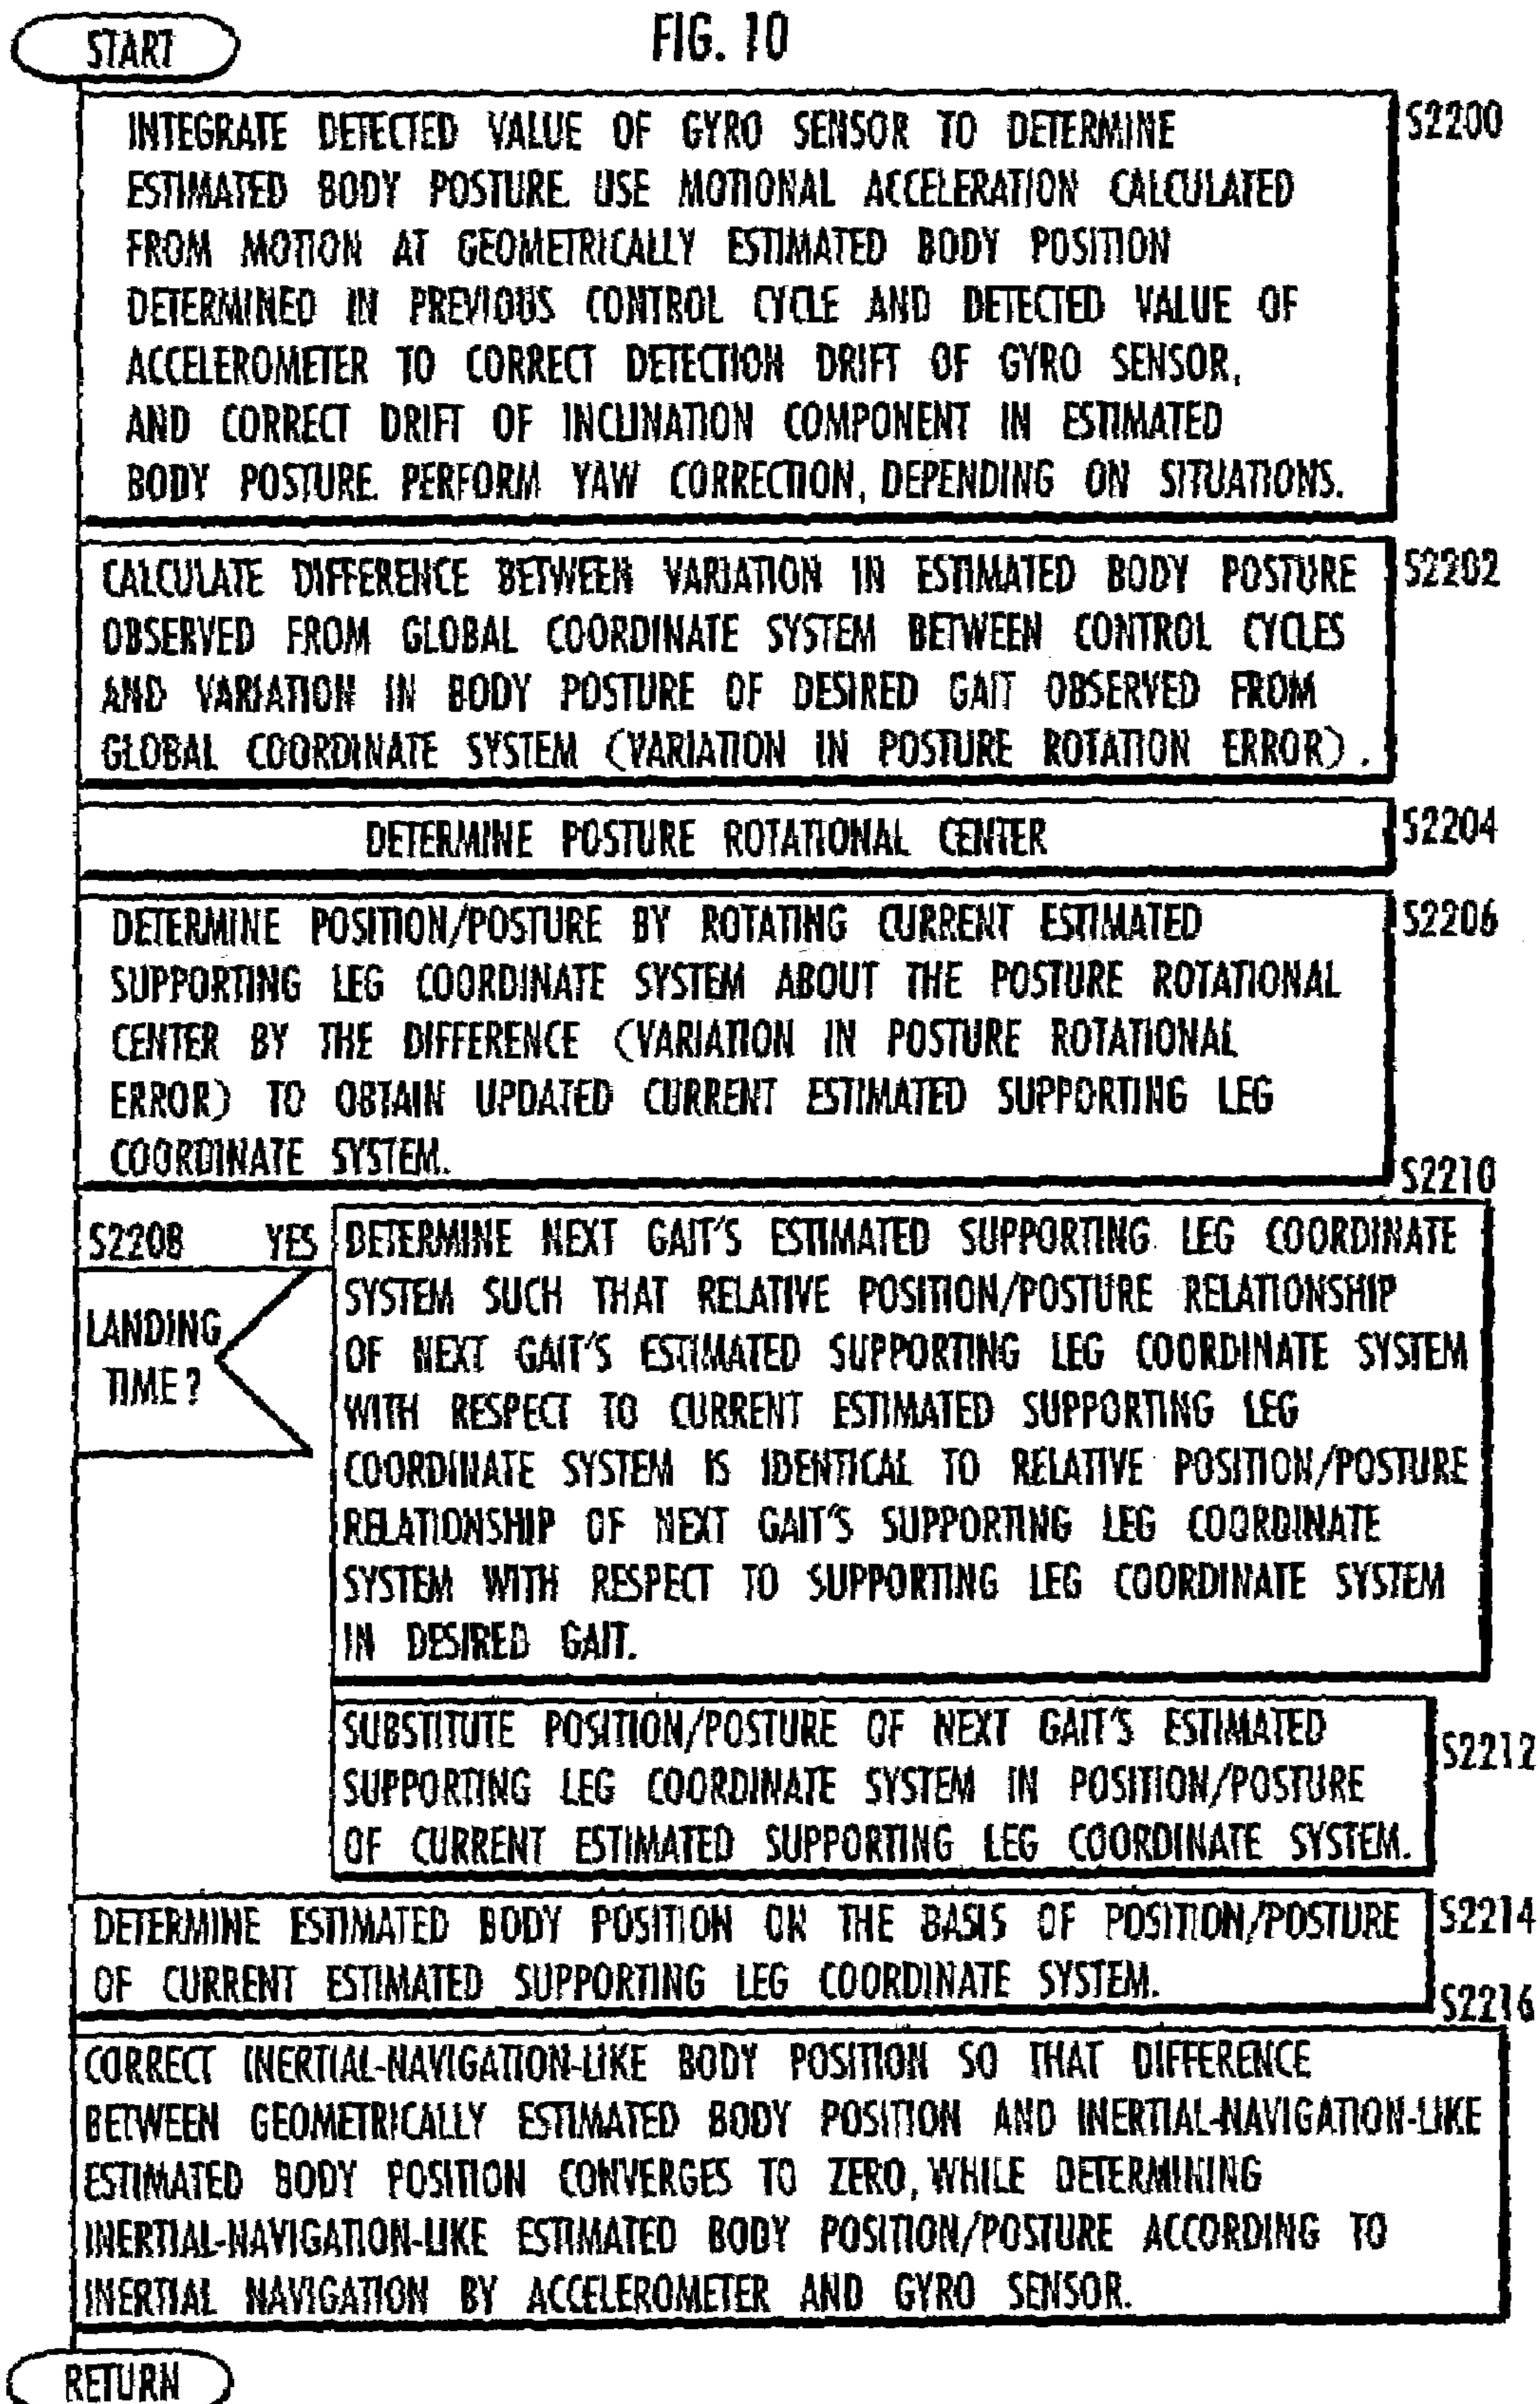 FIG. 10
START
S2200
INTEGRATE DETECTED VALUE OF GYRO SENSOR TO DETERMINE
ESTIMATED BODY POSTURE. USE MOTIONAL ACCELERATION CALCULATED
FROM MOTION AT GEOMETRICALLY ESTIMATED BODY POSITION
DETERMINED IN PREVIOUS CONTROL CYCLE AND DETECTED VALUE OF
ACCELEROMETER TO CORRECT DETECTION DRIFT OF GYRO SENSOR,
AND CORRECT DRIFT OF INCLINATION COMPONENT IN ESTIMATED
BODY POSTURE. PERFORM YAW CORRECTION, DEPENDING ON SITUATIONS.
S2202
CALCULATE DIFFERENCE BETWEEN VARIATION IN ESTIMATED BODY POSTURE
OBSERVED FROM GLOBAL COORDINATE SYSTEM BETWEEN CONTROL CYCLES
AND VARIATION IN BODY POSTURE OF DESIRED GAIT OBSERVED FROM
GLOBAL COORDINATE SYSTEM (VARIATION IN POSTURE ROTATION ERROR).
S2204
DETERMINE POSTURE ROTATIONAL CENTER
S2206
DETERMINE POSITION/POSTURE BY ROTATING CURRENT ESTIMATED
SUPPORTING LEG COORDINATE SYSTEM ABOUT THE POSTURE ROTATIONAL
CENTER BY THE DIFFERENCE (VARIATION IN POSTURE ROTATIONAL
ERROR) TO OBTAIN UPDATED CURRENT ESTIMATED SUPPORTING LEG
COORDINATE SYSTEM.
S2208 YES
LANDING
TIME?
S2210
DETERMINE NEXT GAIT'S ESTIMATED SUPPORTING LEG COORDINATE
SYSTEM SUCH THAT RELATIVE POSITION/POSTURE RELATIONSHIP
OF NEXT GAIT'S ESTIMATED SUPPORTING LEG COORDINATE SYSTEM
WITH RESPECT TO CURRENT ESTIMATED SUPPORTING LEG
COORDINATE SYSTEM IS IDENTICAL TO RELATIVE POSITION/POSTURE
RELATIONSHIP OF NEXT GAIT'S SUPPORTING LEG COORDINATE
SYSTEM WITH RESPECT TO SUPPORTING LEG COORDINATE SYSTEM
IN DESIRED GAIT.
S2212
SUBSTITUTE POSITION/POSTURE OF NEXT GAIT'S ESTIMATED
SUPPORTING LEG COORDINATE SYSTEM IN POSITION/POSTURE
OF CURRENT ESTIMATED SUPPORTING LEG COORDINATE SYSTEM.
S2214
DETERMINE ESTIMATED BODY POSITION ON THE BASIS OF POSITION/POSTURE
OF CURRENT ESTIMATED SUPPORTING LEG COORDINATE SYSTEM.
S2216
CORRECT INERTIAL-NAVIGATION-LIKE BODY POSITION SO THAT DIFFERENCE
BETWEEN GEOMETRICALLY ESTIMATED BODY POSITION AND INERTIAL-NAVIGATION-LIKE
ESTIMATED BODY POSITION CONVERGES TO ZERO, WHILE DETERMINING
INERTIAL-NAVIGATION-LIKE ESTIMATED BODY POSITION/POSTURE ACCORDING TO
INERTIAL NAVIGATION BY ACCELEROMETER AND GYRO SENSOR.
RETURN